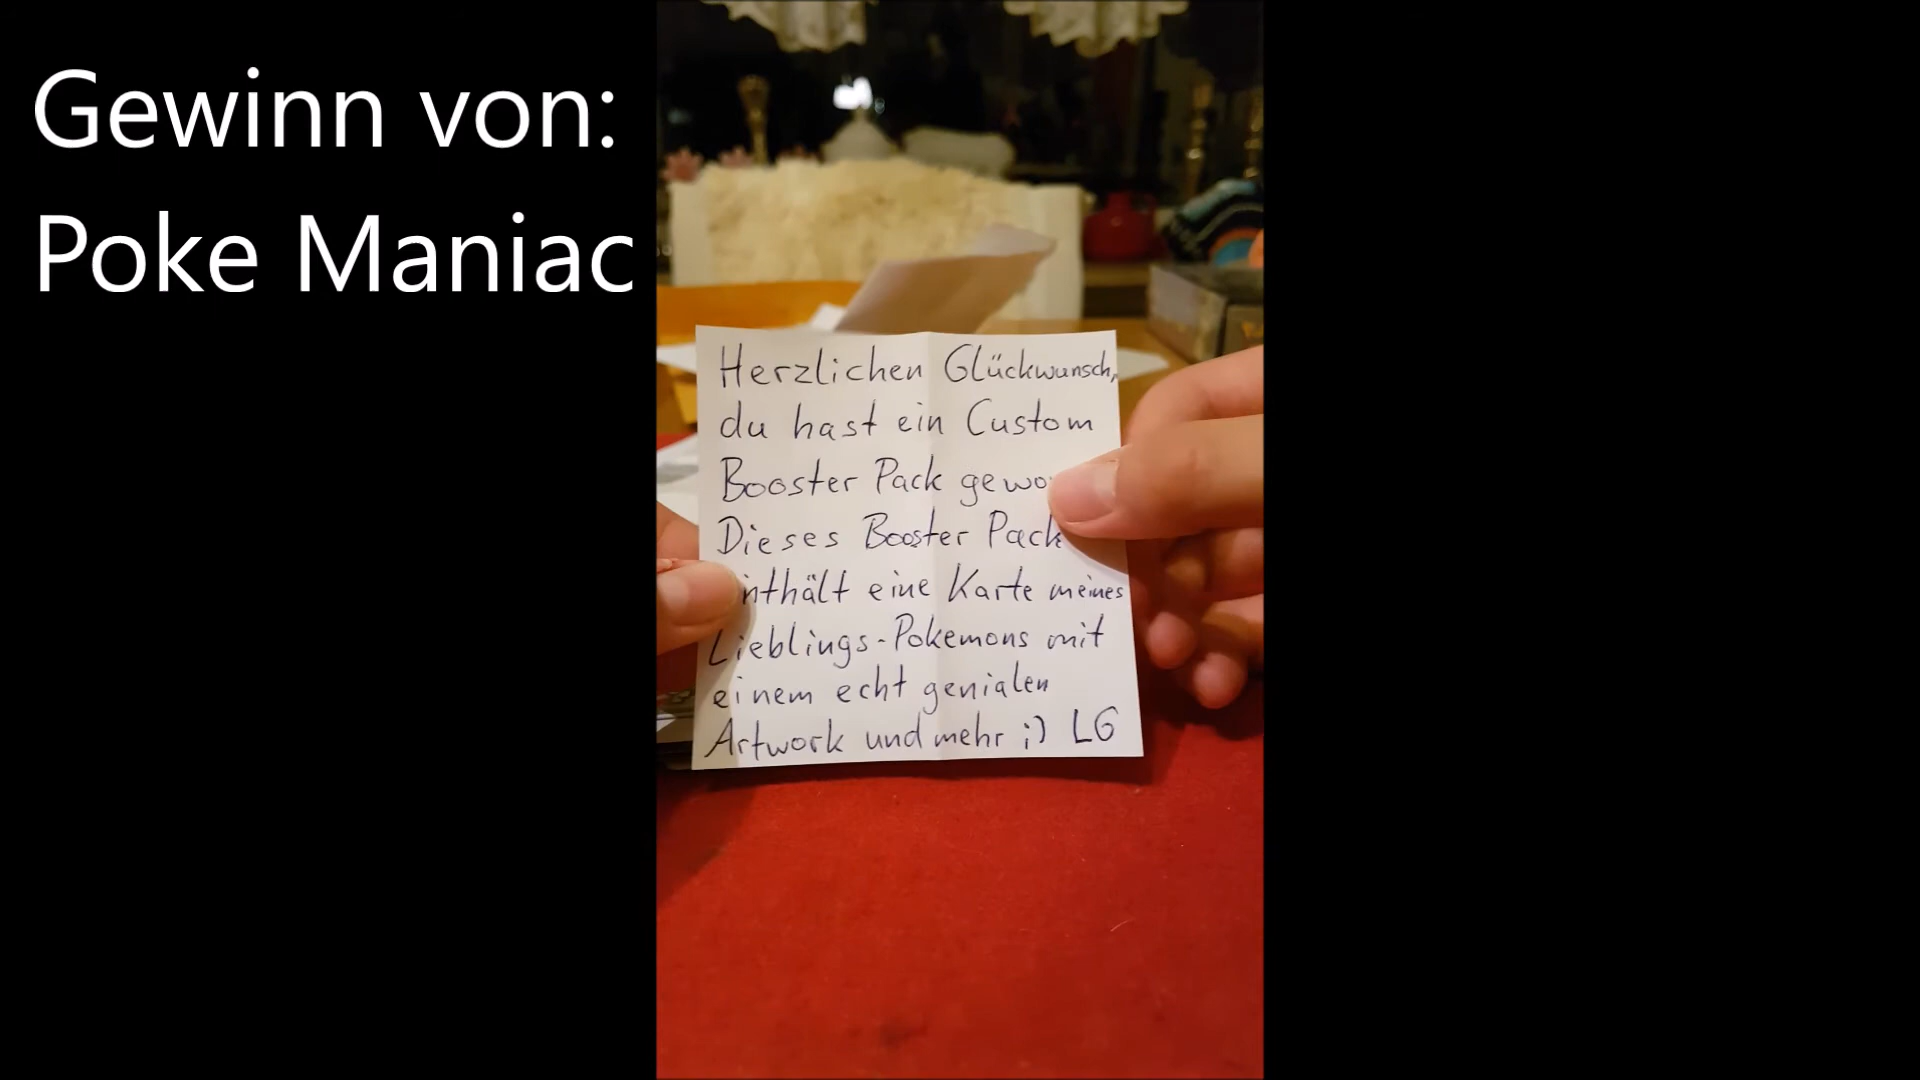 Gewinn von:
Poke Maniac
Herzlichen Glückwunsch,
du hast ein Custom
Booster Pack
Dieses Booster Pack
eine Karte meines
Lieblings-Pokemons mit
einem echt genialen
Artwork und mehr ;) LG